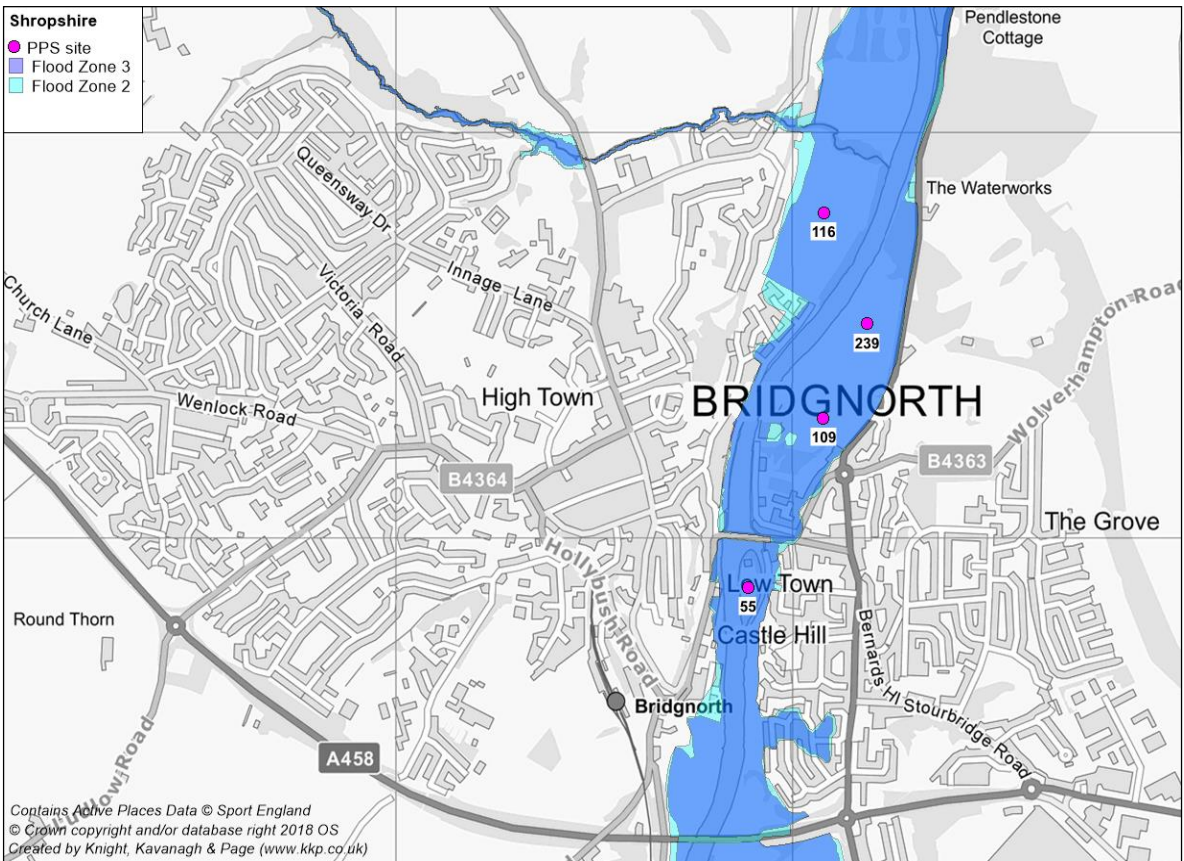 Shropshire
PPS site
Flood Zone 3
Flood Zone 2
Pendlestone
Cottage
The Waterworks
Queensway Dr
Innage Lane
Victoria Road
Church Lane
Wenlock Road
High Town
116
239
BRIDGNORTH
109
Wolverhampton Road
B4364
B4363
The Grove
Hollybush Road
Low Town
55
Castle Hill
Round Thorn
Bernards Hl
Stourbridge Road
Bridgnorth
A458
Contains Active Places Data © Sport England
© Crown copyright and/or database right 2018 OS
Created by Knight, Kavanagh & Page (www.kkp.co.uk)